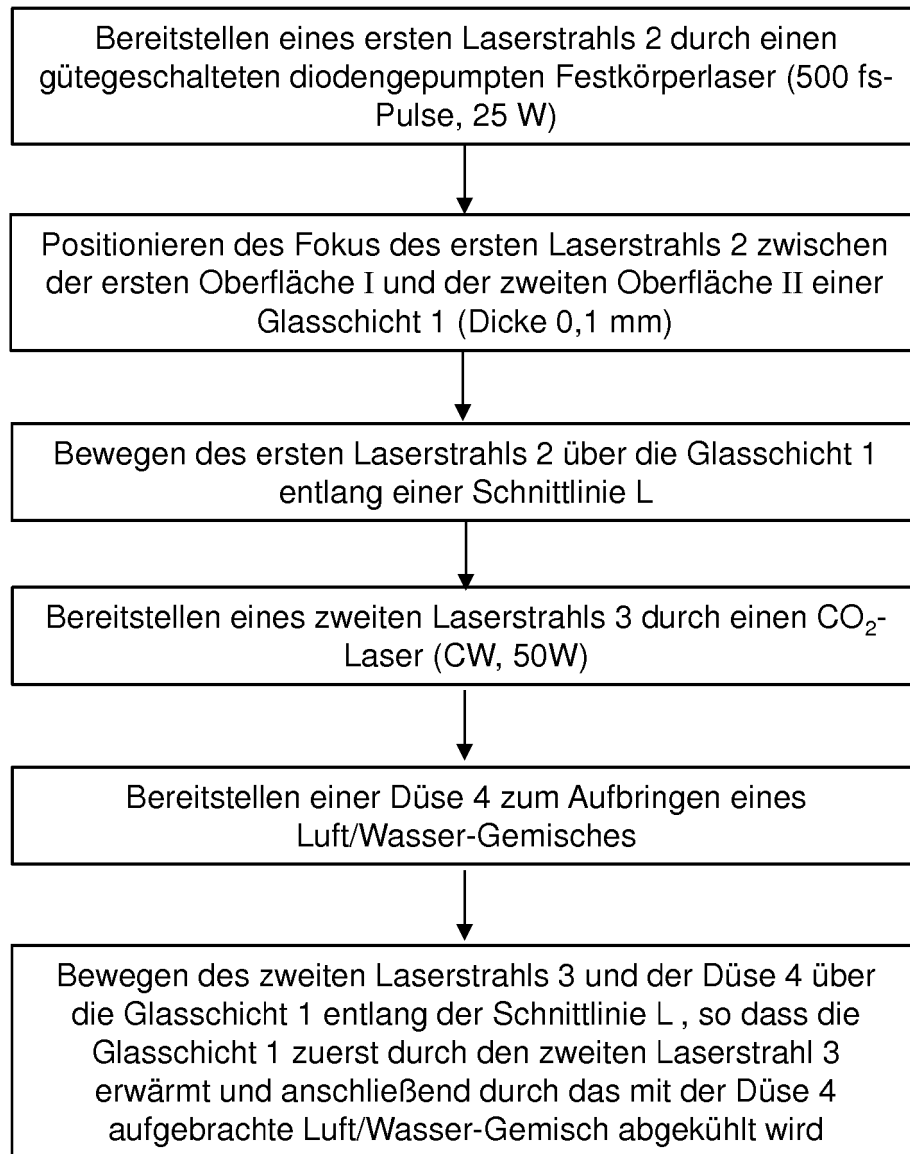 Bereitstellen eines ersten Laserstrahls 2 durch einen
gütegeschalteten diodengepumpten Festkörperlaser (500 fs-
Pulse, 25 W)
Positionieren des Fokus des ersten Laserstrahls 2 zwischen
der ersten Oberfläche I und der zweiten Oberfläche II einer
Glasschicht 1 (Dicke 0,1 mm)
Bewegen des ersten Laserstrahls 2 über die Glasschicht 1
entlang einer Schnittlinie L
Bereitstellen eines zweiten Laserstrahls 3 durch einen CO₂-
Laser (CW, 50W)
Bereitstellen einer Düse 4 zum Aufbringen eines
Luft/Wasser-Gemisches
Bewegen des zweiten Laserstrahls 3 und der Düse 4 über
die Glasschicht 1 entlang der Schnittlinie L , so dass die
Glasschicht 1 zuerst durch den zweiten Laserstrahl 3
erwärmt und anschließend durch das mit der Düse 4
aufgebrachte Luft/Wasser-Gemisch abgekühlt wird